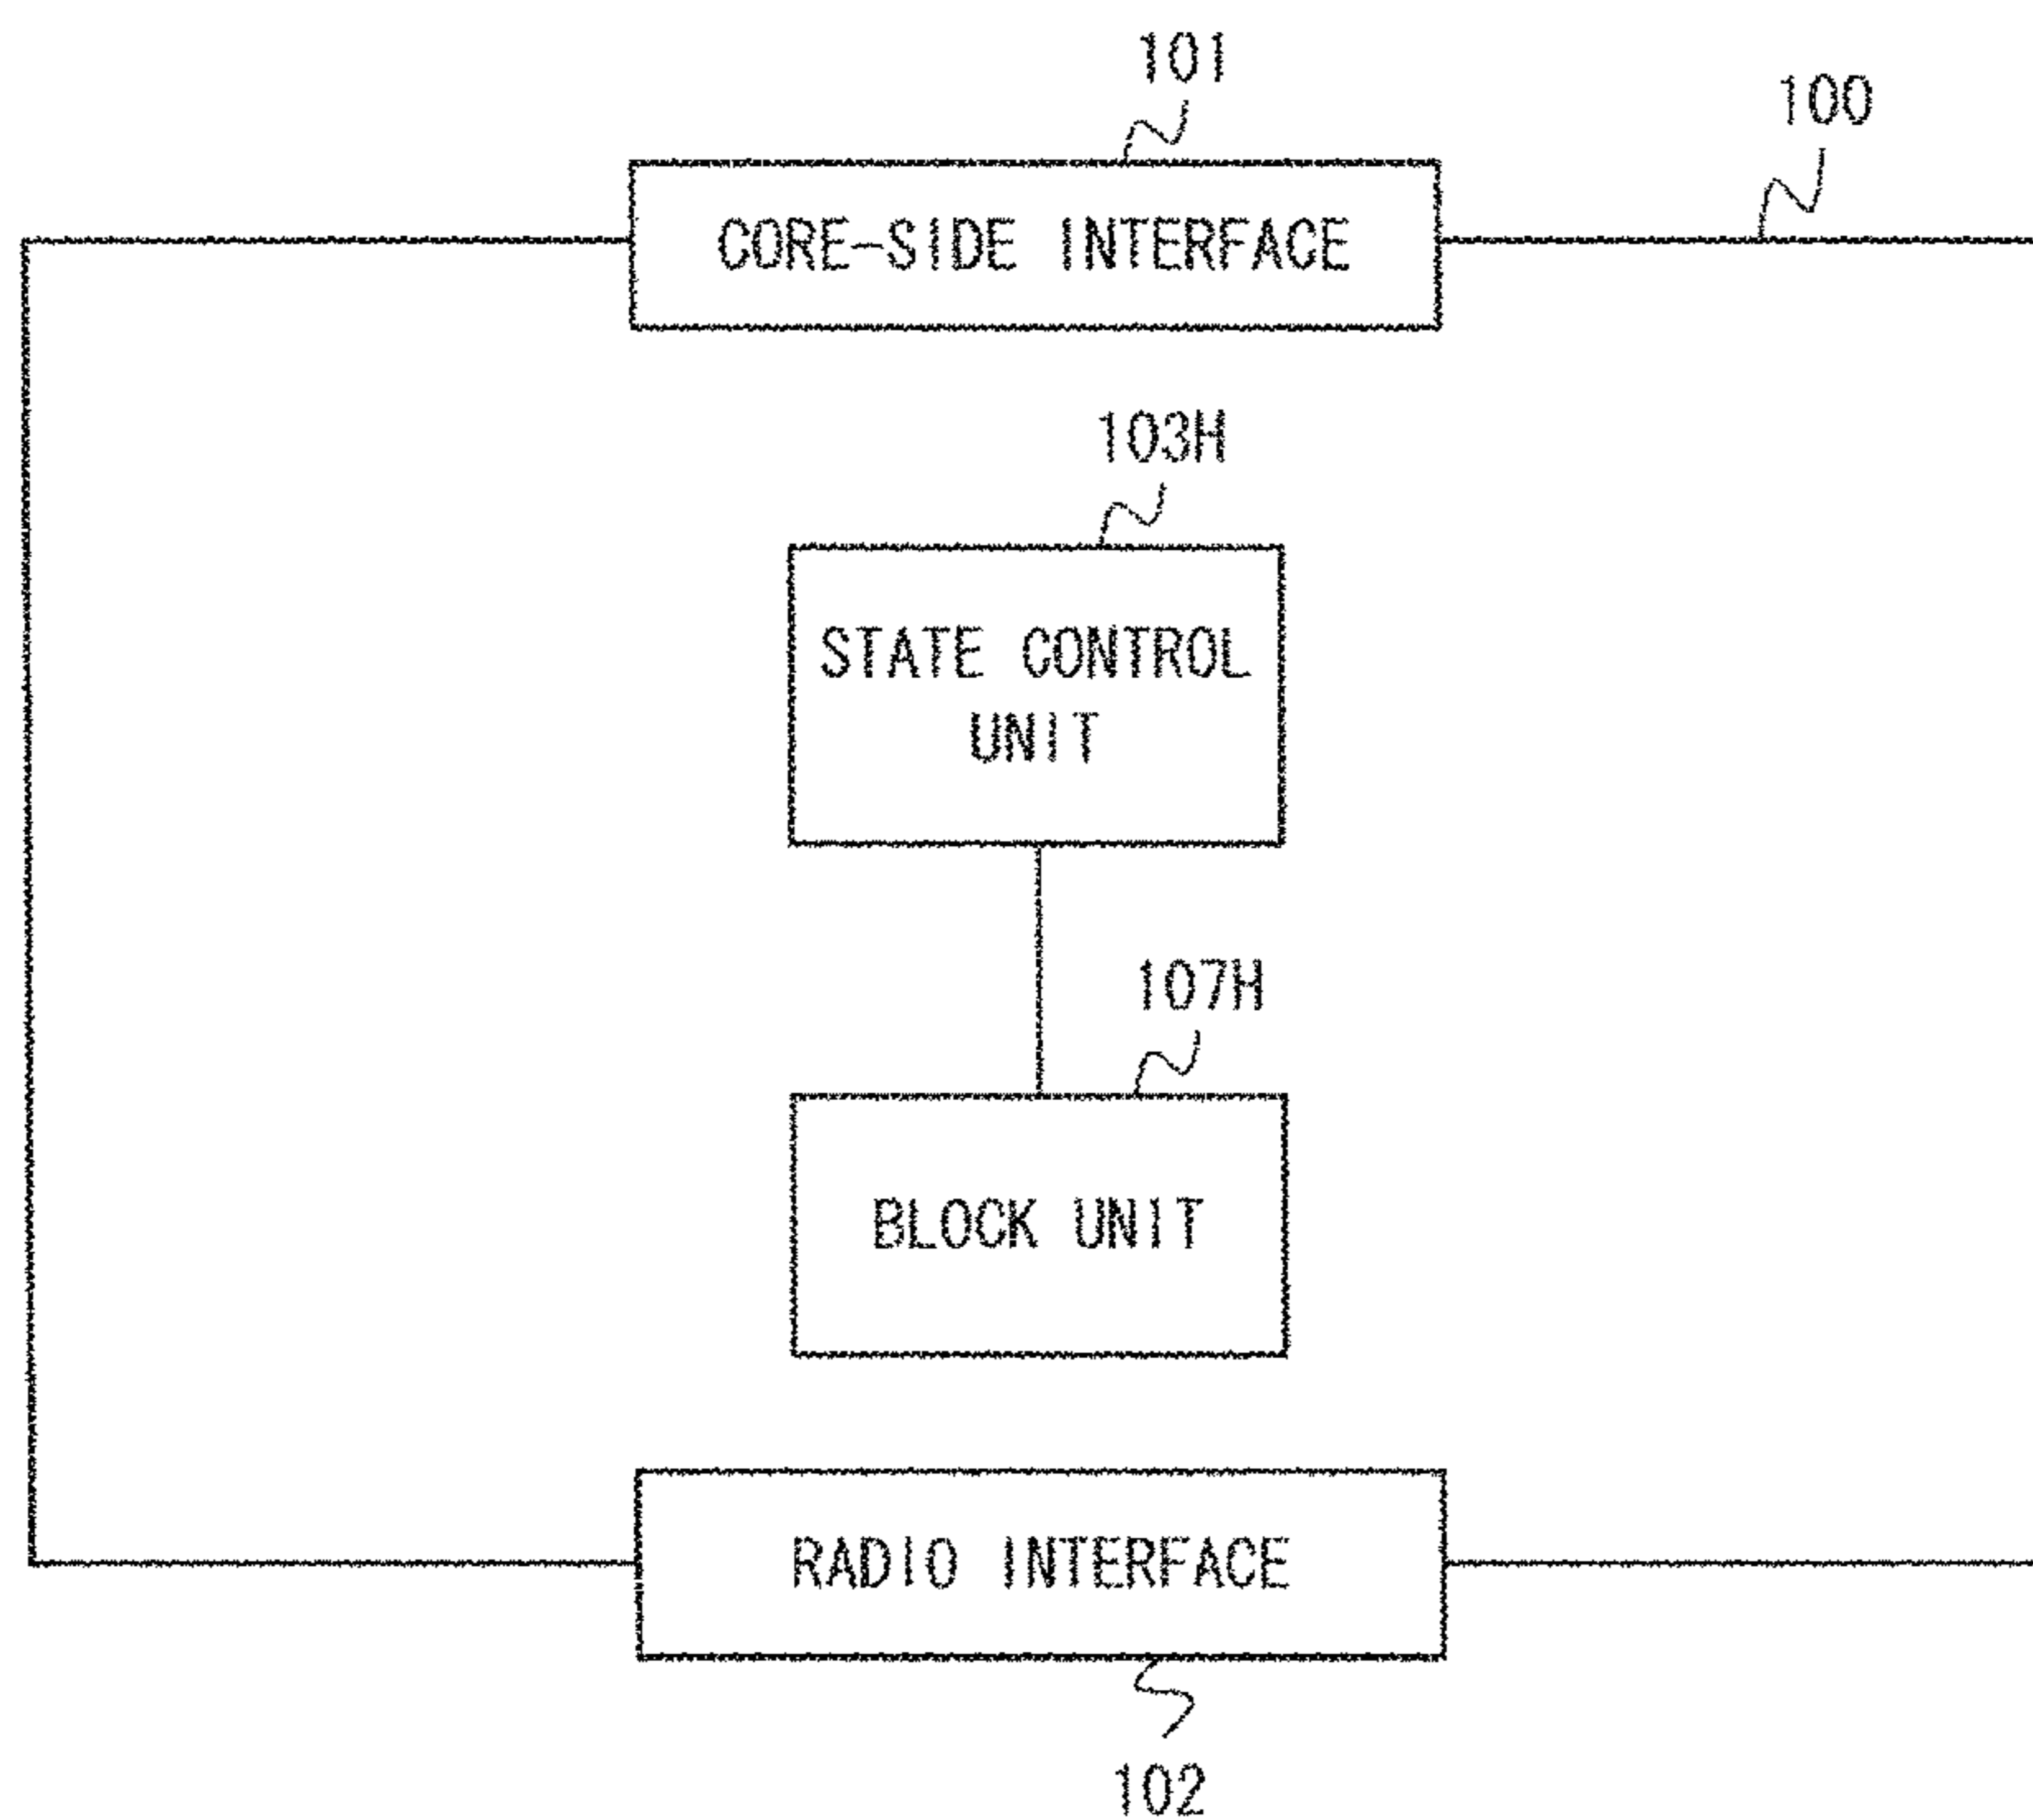 101
100
CORE-SIDE INTERFACE
103H
STATE CONTROL
UNIT
107H
BLOCK UNIT
RADIO INTERFACE
102